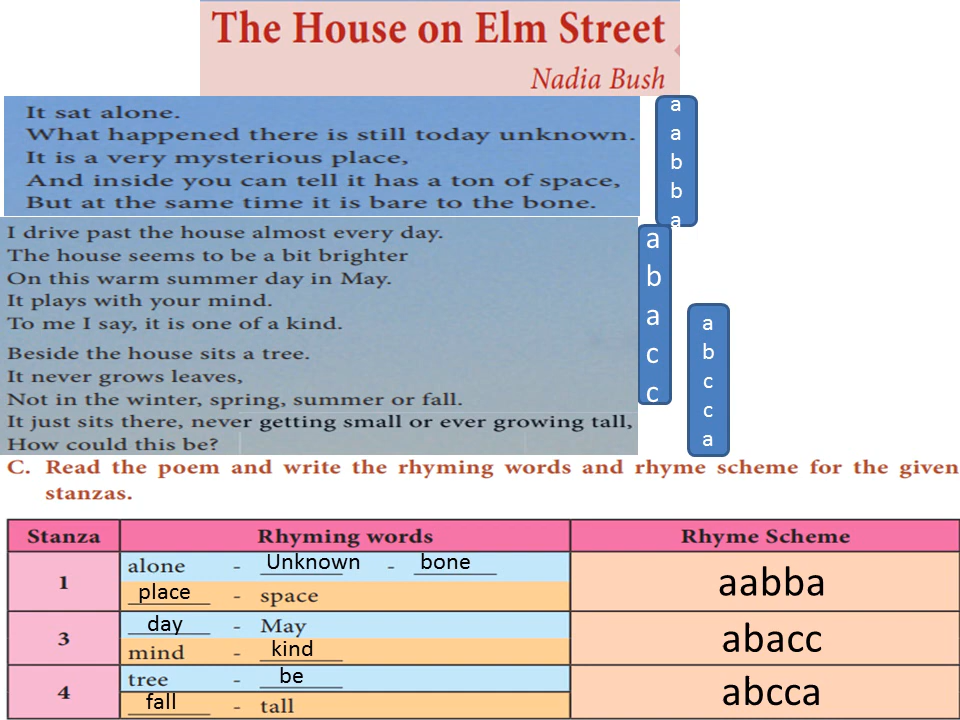 The House on Elm Street
Nadia Bush
It sat alone.
What happened there is still today unknown.
It is a very mysterious place,
And inside you can tell it has a ton of space,
But at the same time it is bare to the bone.
a
a
b
b
a
I drive past the house almost every day.
The house seems to be a bit brighter
On this warm summer day in May.
It plays with your mind.
To me I say, it is one of a kind.
a
b
a
c
c
Beside the house sits a tree.
It never grows leaves,
Not in the winter, spring, summer or fall.
It just sits there, never getting small or ever growing tall,
How could this be?
a
b
c
c
a
C. Read the poem and write the rhyming words and rhyme scheme for the given
stanzas.
Stanza Rhyming words Rhyme Scheme
1 alone - Unknown - bone aabba
place - space
3 day - May abacc
mind - kind
4 tree - be abcca
fall - tall